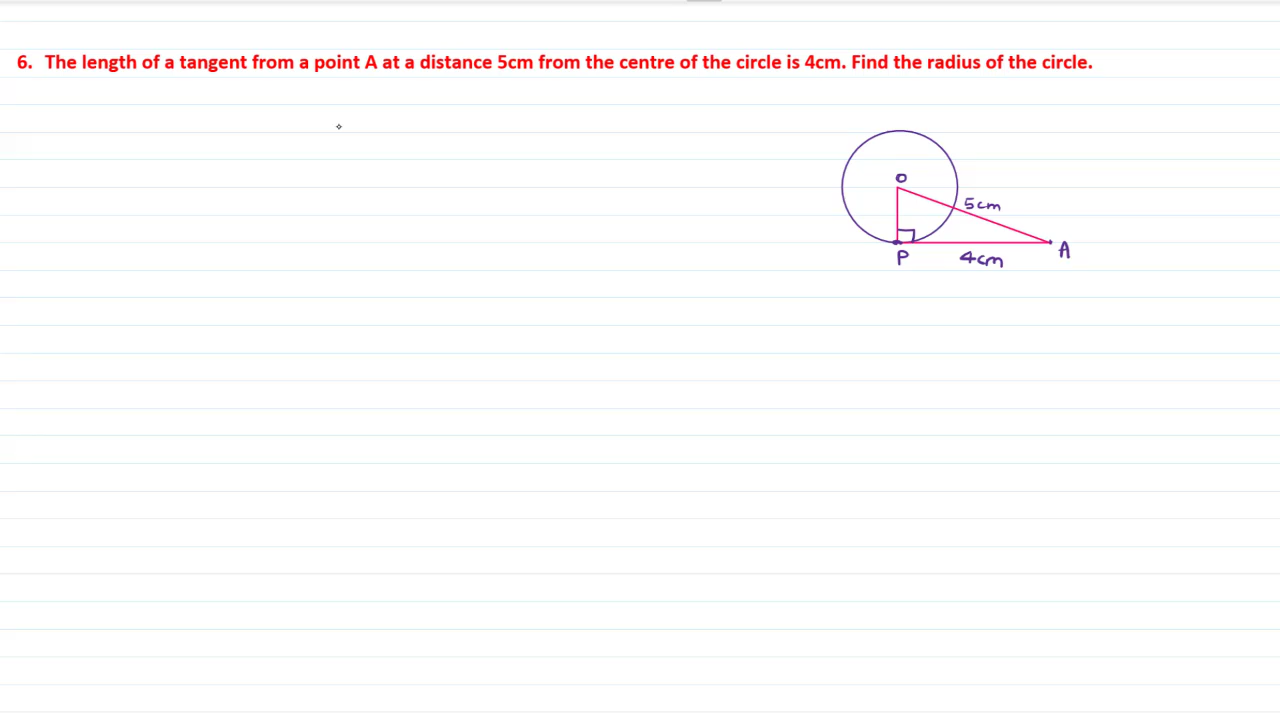 6. The length of a tangent from a point A at a distance 5cm from the centre of the circle is 4cm. Find the radius of the circle.
O
5cm
P
4cm
A